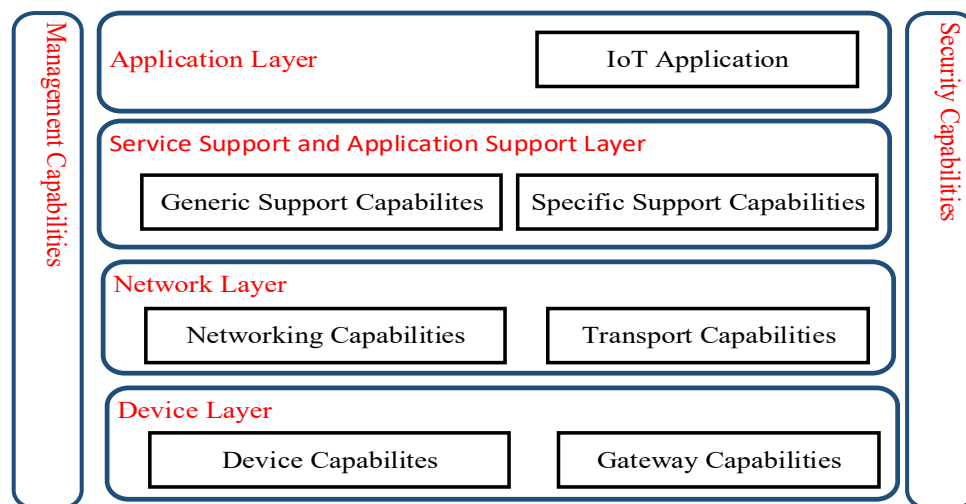 Management Capabilities
Application Layer
IoT Application
Service Support and Application Support Layer
Generic Support Capabilites
Specific Support Capabilities
Network Layer
Networking Capabilities
Transport Capabilities
Device Layer
Device Capabilites
Gateway Capabilities
Security Capabilities